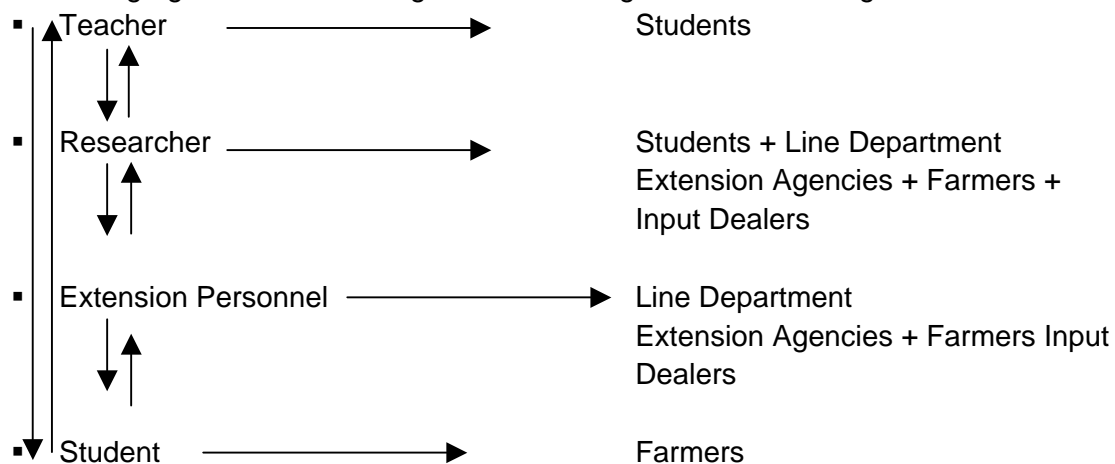 Teacher Students
Researcher Students + Line Department
Extension Agencies + Farmers +
Input Dealers
Extension Personnel Line Department
Extension Agencies + Farmers Input
Dealers
Student Farmers